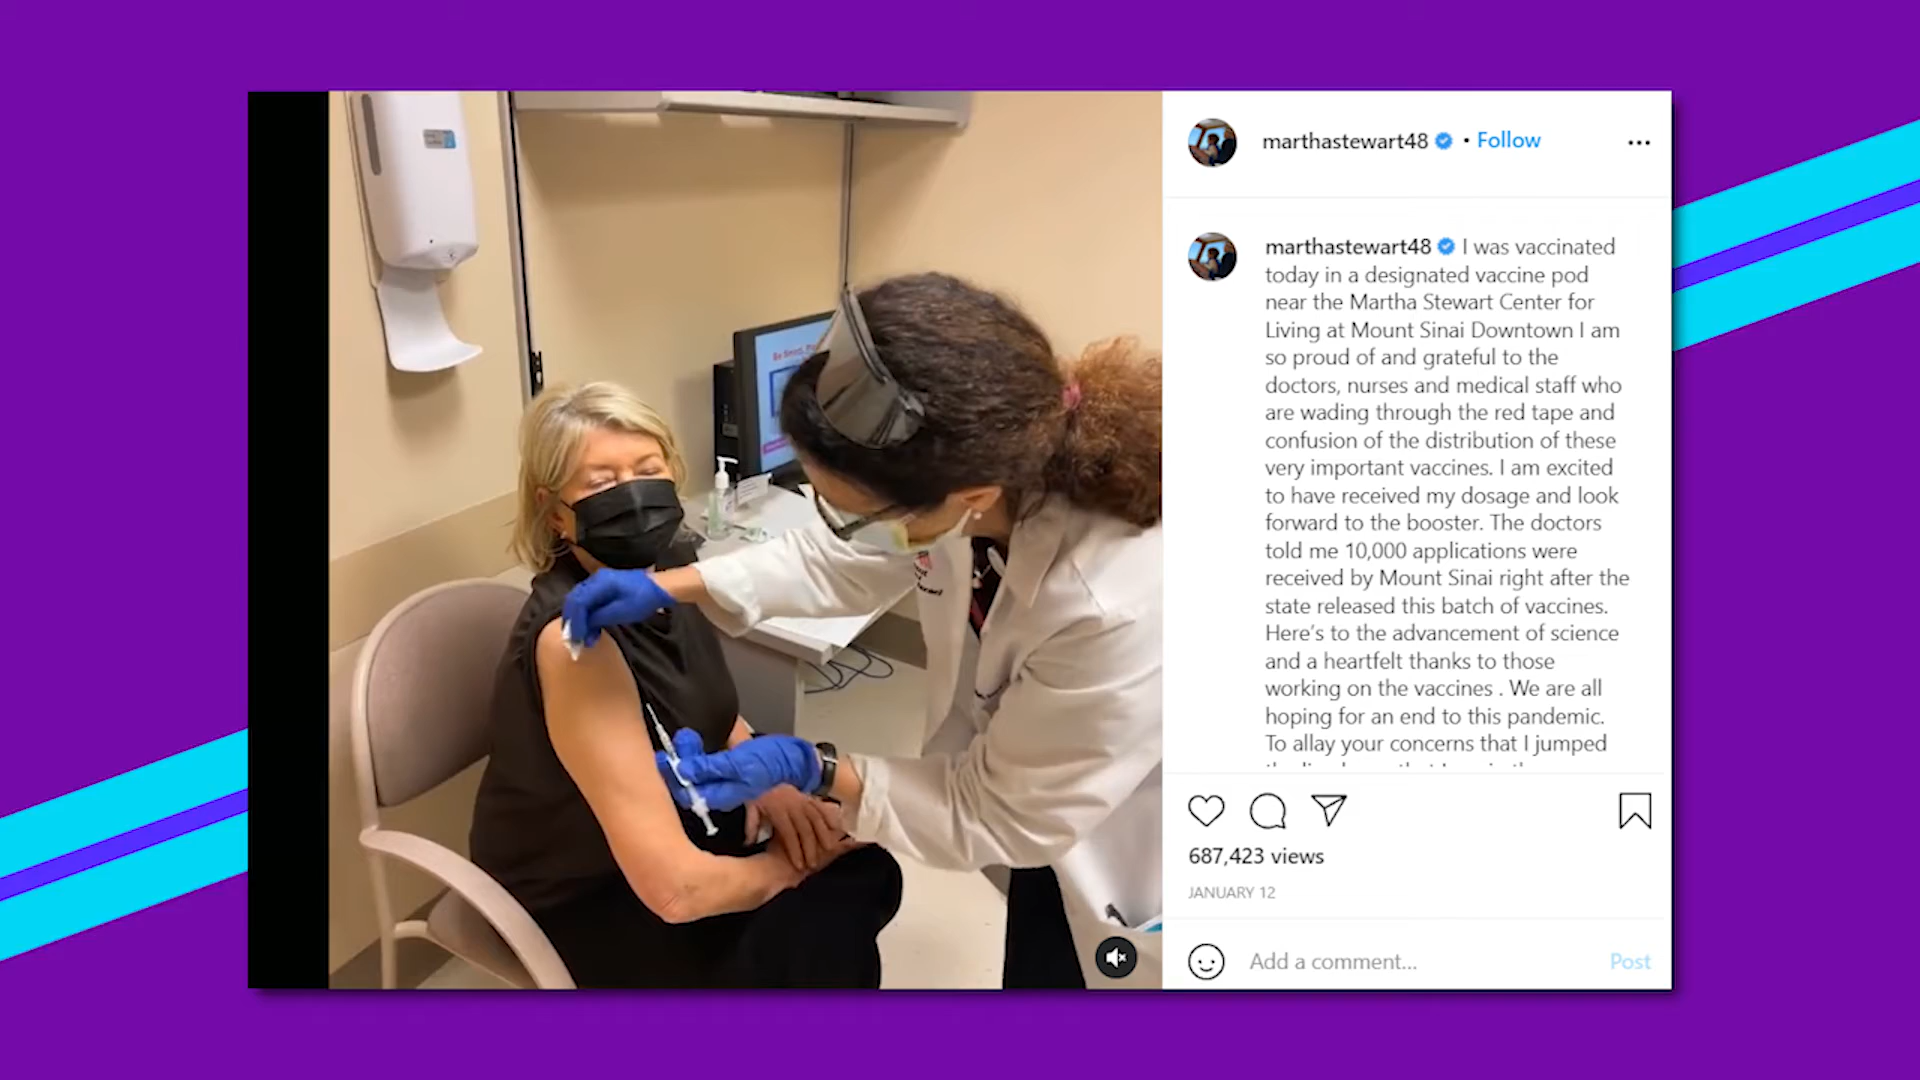 marthastewart48 • Follow
marthastewart48 I was vaccinated
today in a designated vaccine pod
near the Martha Stewart Center for
Living at Mount Sinai Downtown I am
so proud of and grateful to the
doctors, nurses and medical staff who
are wading through the red tape and
confusion of the distribution of these
very important vaccines. I am excited
to have received my dosage and look
forward to the booster. The doctors
told me 10,000 applications were
received by Mount Sinai right after the
state released this batch of vaccines.
Here's to the advancement of science
and a heartfelt thanks to those
working on the vaccines . We are all
hoping for an end to this pandemic.
To allay your concerns that I jumped
687,423 views
JANUARY 12
Add a comment... Post